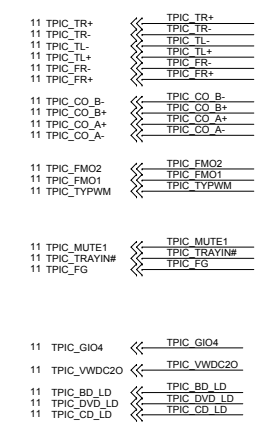 11 TPIC_TR+ TPIC_TR+
11 TPIC_TR- TPIC_TR-
11 TPIC_TL- TPIC_TL-
11 TPIC_TL+ TPIC_TL+
11 TPIC_FR- TPIC_FR-
11 TPIC_FR+ TPIC_FR+
11 TPIC_CO_B- TPIC_CO_B-
11 TPIC_CO_B+ TPIC_CO_B+
11 TPIC_CO_A+ TPIC_CO_A+
11 TPIC_CO_A- TPIC_CO_A-
11 TPIC_FMO2 TPIC_FMO2
11 TPIC_FMO1 TPIC_FMO1
11 TPIC_TYPWM TPIC_TYPWM
11 TPIC_MUTE1 TPIC_MUTE1
11 TPIC_TRAYIN# TPIC_TRAYIN#
11 TPIC_FG TPIC_FG
11 TPIC_GIO4 TPIC_GIO4
11 TPIC_VWDC2O TPIC_VWDC2O
11 TPIC_BD_LD TPIC_BD_LD
11 TPIC_DVD_LD TPIC_DVD_LD
11 TPIC_CD_LD TPIC_CD_LD